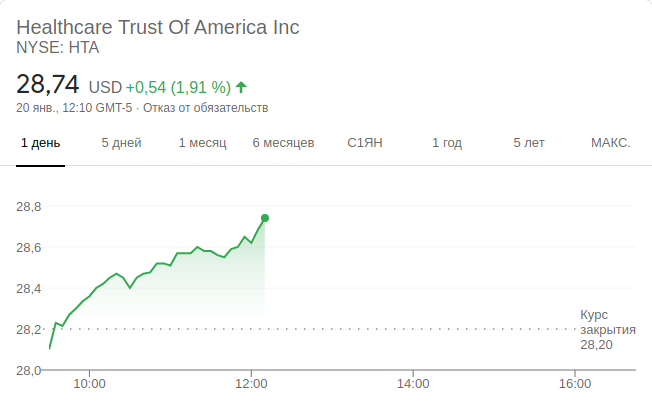 Healthcare Trust Of America Inc
NYSE: HTA
28,74 USD +0,54 (1,91 %)
20 янв., 12:10 GMT-5 · Отказ от обязательств
1 день 5 дней 1 месяц 6 месяцев С1ЯН 1 год 5 лет МАКС.
28,8
28,6
28,4
28,2
28,0
Курс
закрытия
28,20
10:00 12:00 14:00 16:00